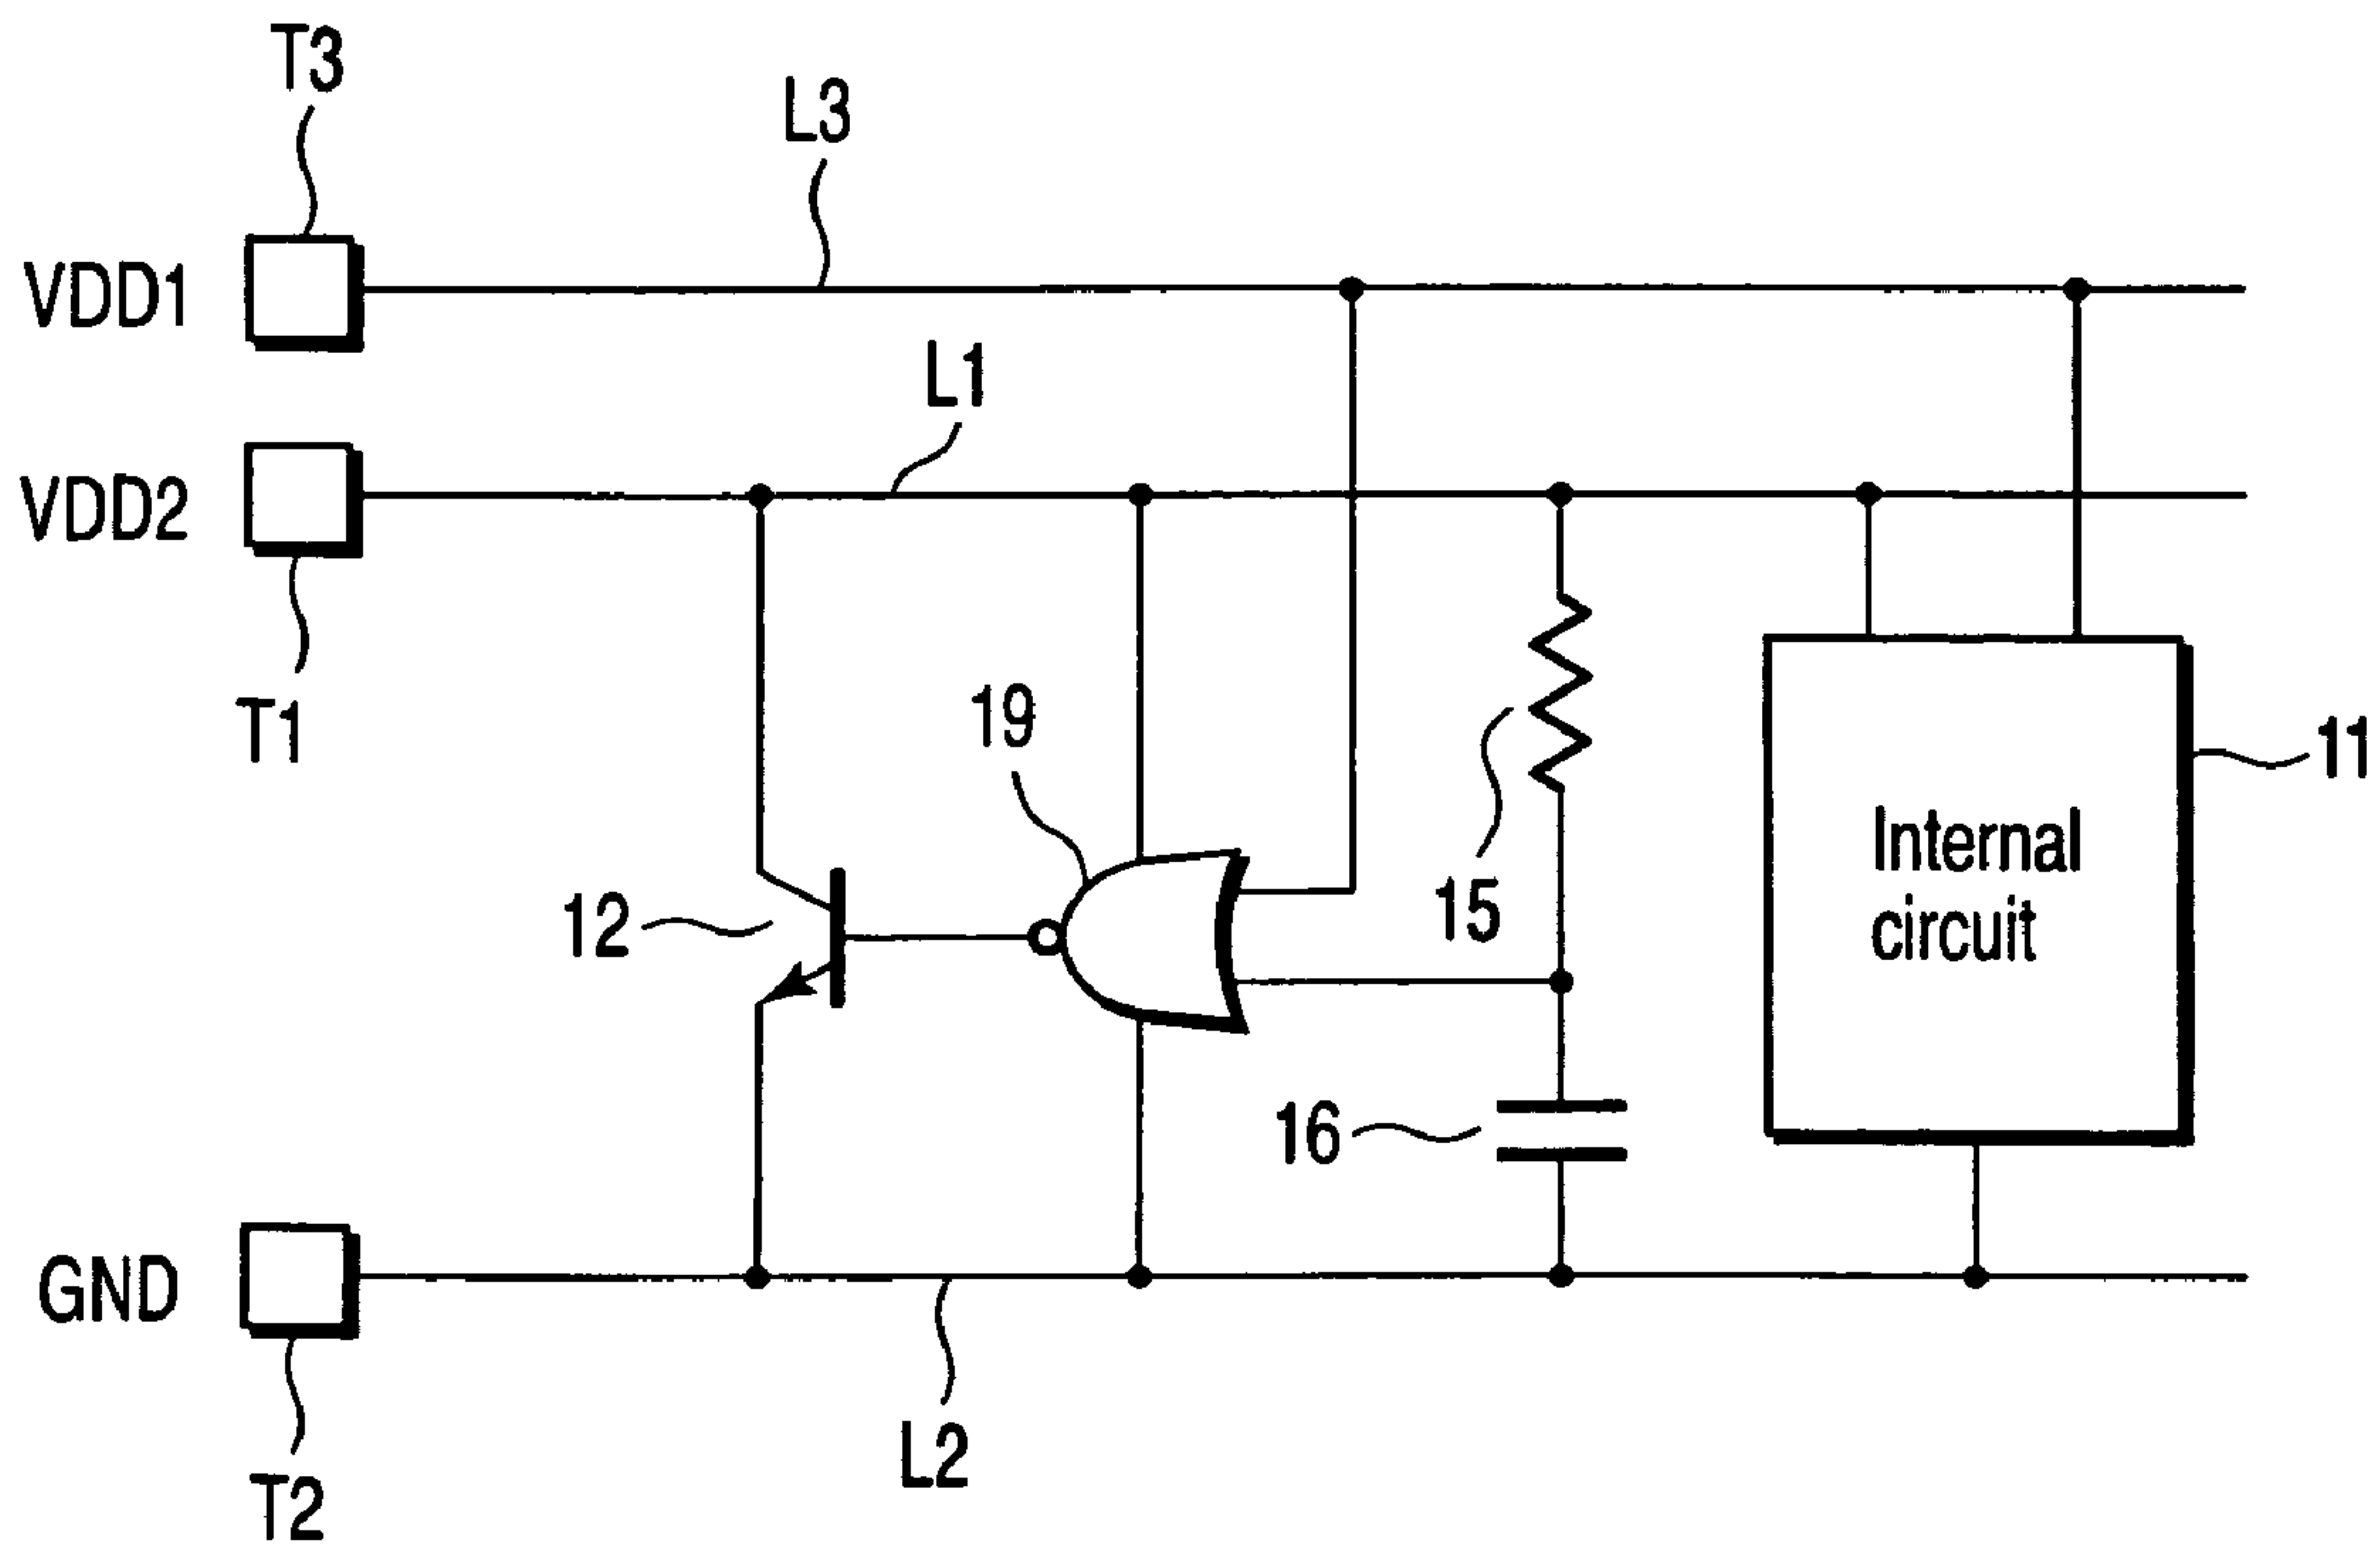 T3
L3
VDD1
L1
VDD2
T1
19
11
12
15
Internal
circuit
16
GND
L2
T2